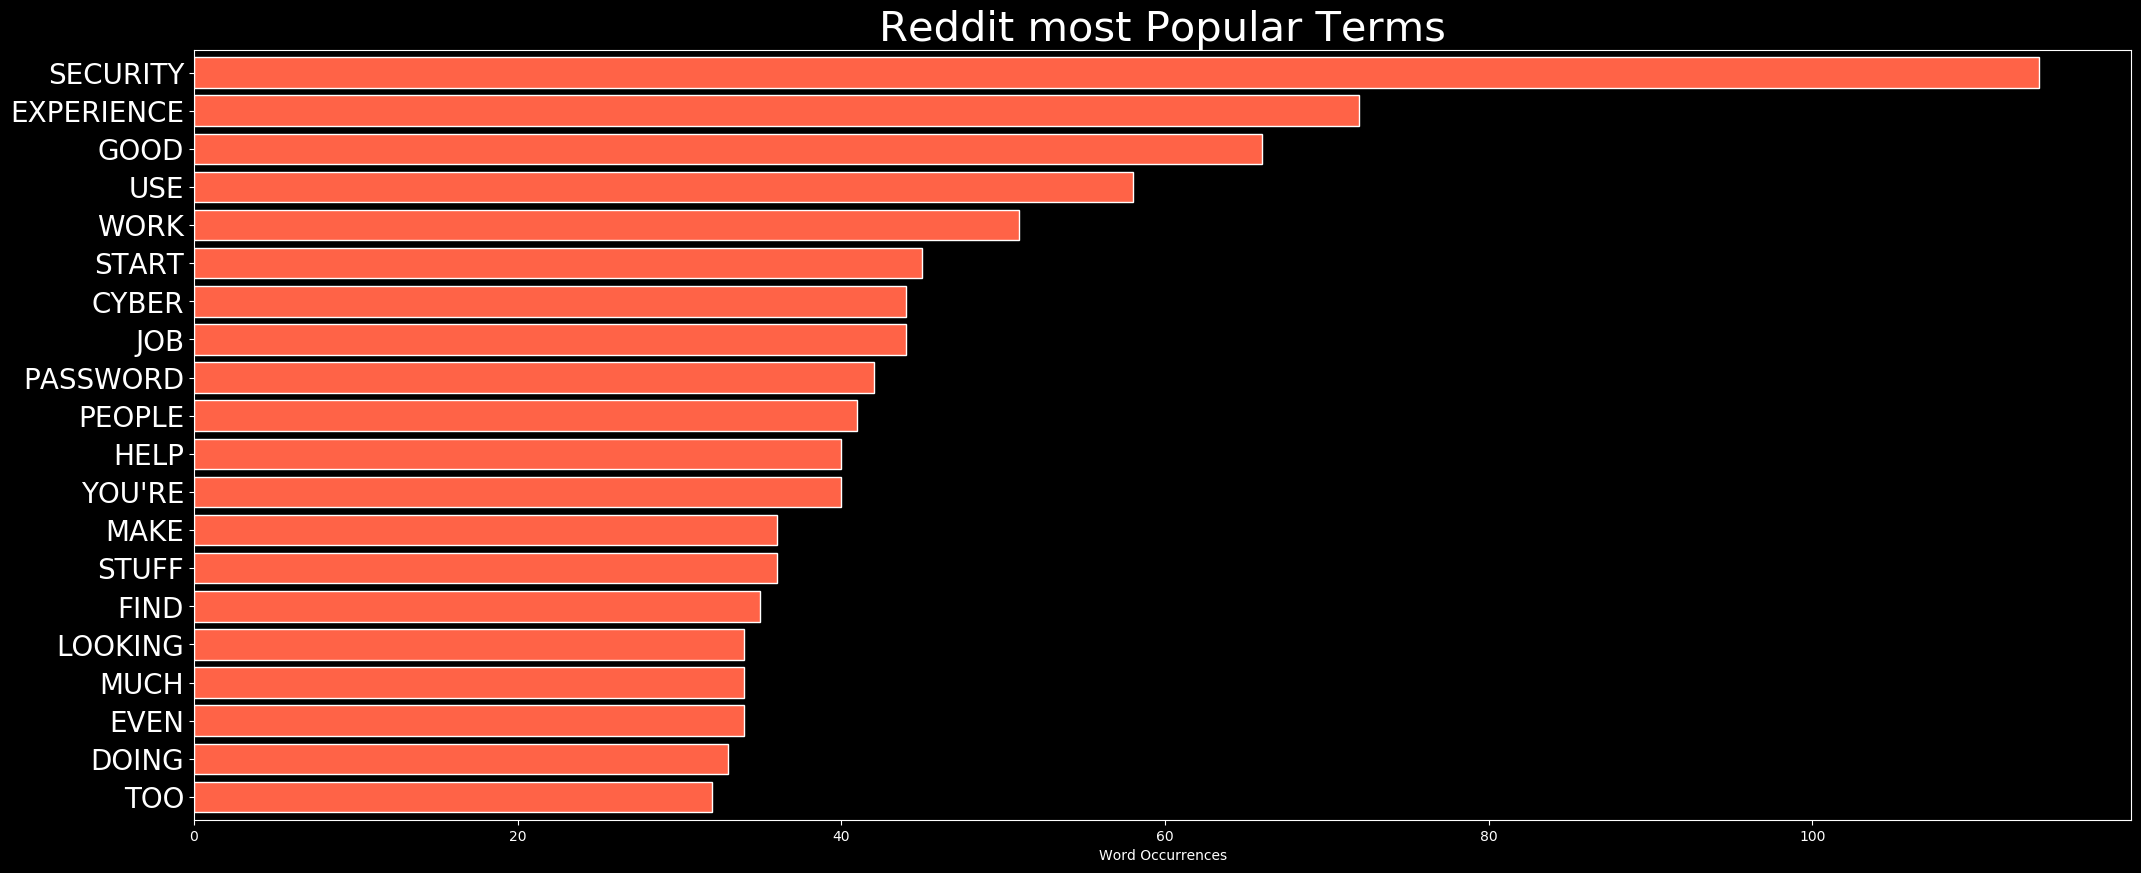 Reddit most Popular Terms
SECURITY
EXPERIENCE
GOOD
USE
WORK
START
CYBER
JOB
PASSWORD
PEOPLE
HELP
YOU'RE
MAKE
STUFF
FIND
LOOKING
MUCH
EVEN
DOING
TOO
0 20 40 60 80 100
Word Occurrences